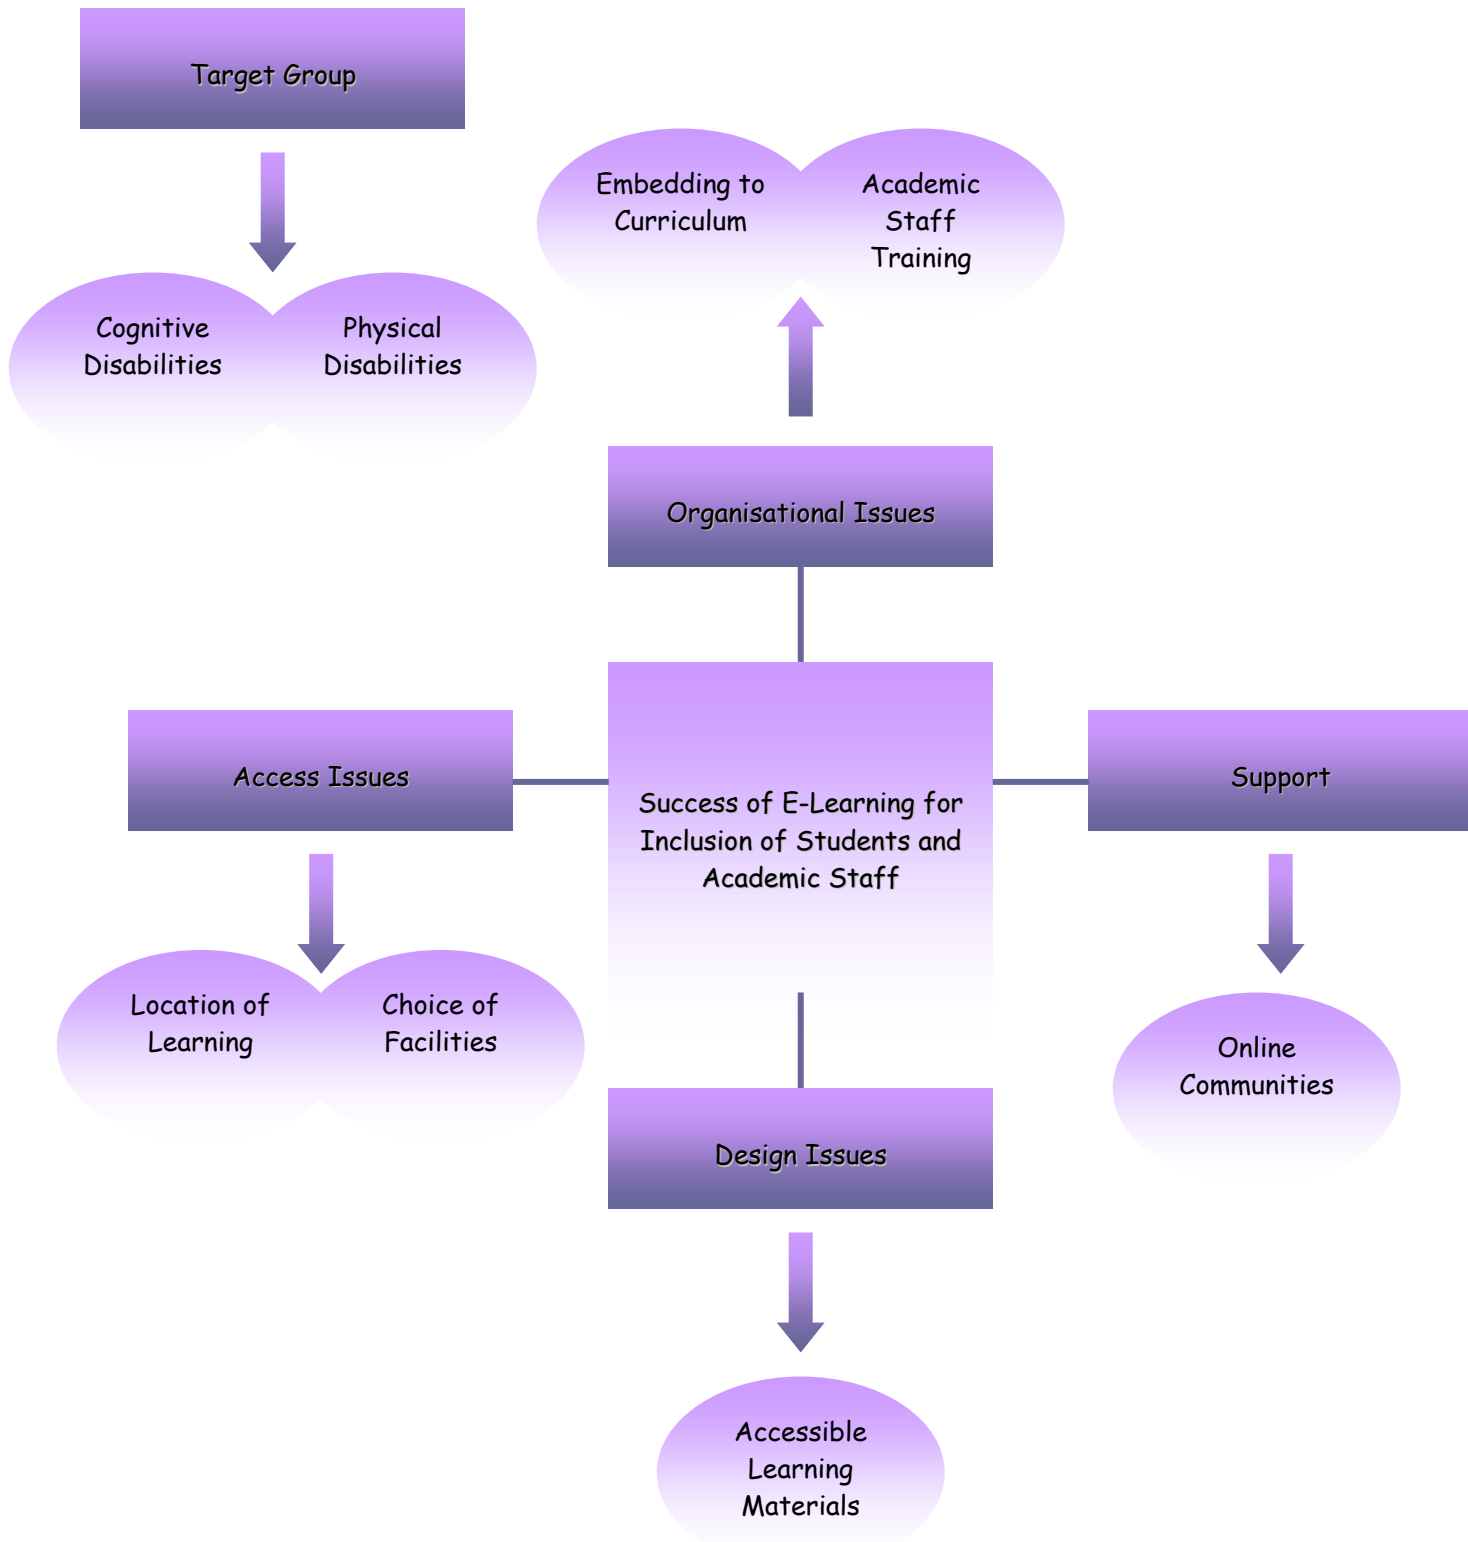 Target Group
Embedding to
Curriculum
Academic
Staff
Training
Cognitive
Disabilities
Physical
Disabilities
Organisational Issues
Access Issues
Success of E-Learning for
Inclusion of Students and
Academic Staff
Support
Location of
Learning
Choice of
Facilities
Online
Communities
Design Issues
Accessible
Learning
Materials